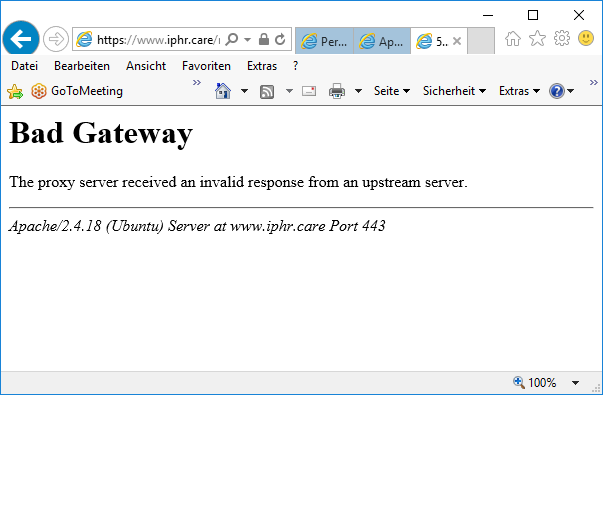 https://www.iphr.care/
Per... Ap... 5...
Datei Bearbeiten Ansicht Favoriten Extras ?
GoToMeeting Seite Sicherheit Extras
Bad Gateway
The proxy server received an invalid response from an upstream server.
Apache/2.4.18 (Ubuntu) Server at www.iphr.care Port 443
100%